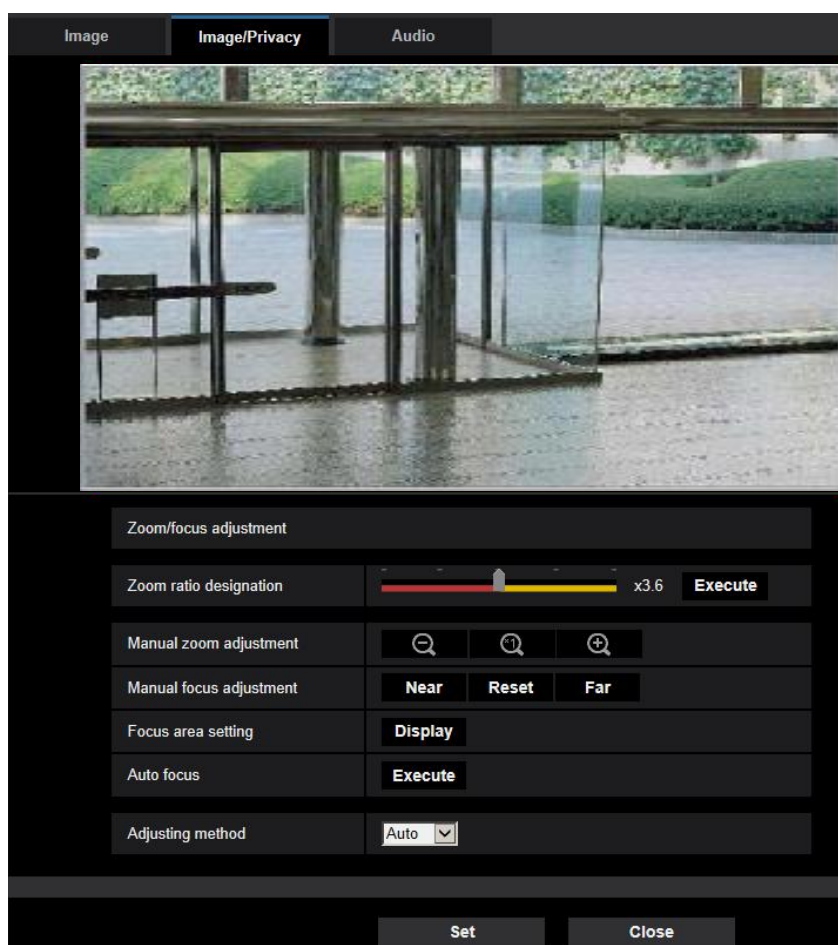 Image Image/Privacy Audio
Zoom/focus adjustment
Zoom ratio designation x3.6 Execute
Manual zoom adjustment ×1
Manual focus adjustment Near Reset Far
Focus area setting Display
Auto focus Execute
Adjusting method Auto
Set Close